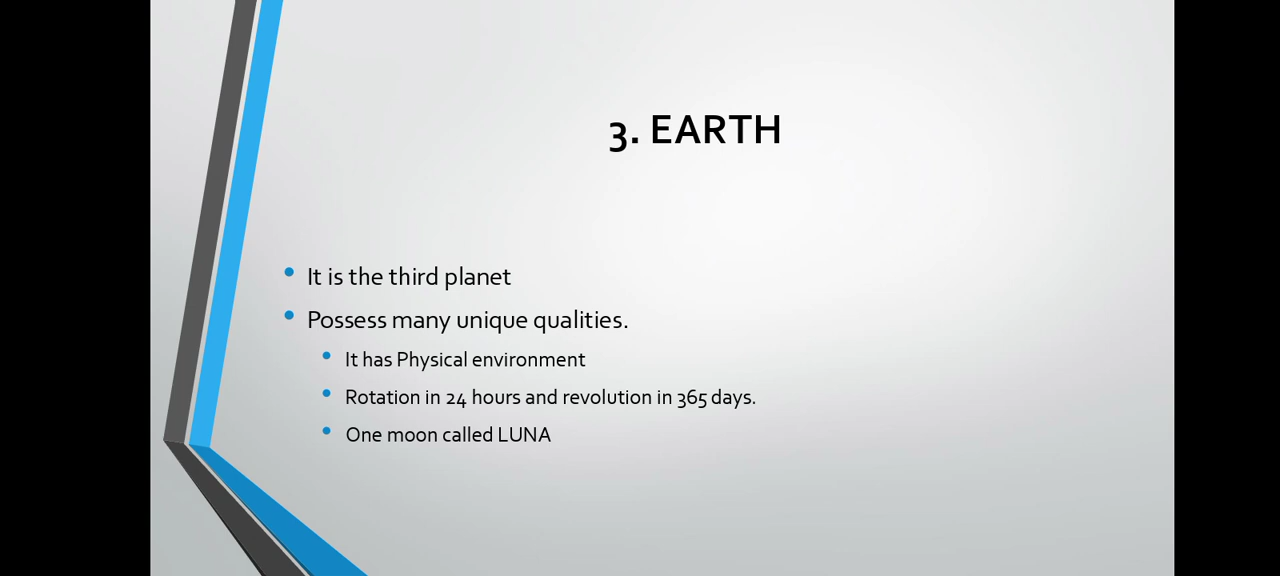 3. EARTH
• It is the third planet
• Possess many unique qualities.
• It has Physical environment
• Rotation in 24 hours and revolution in 365 days.
• One moon called LUNA